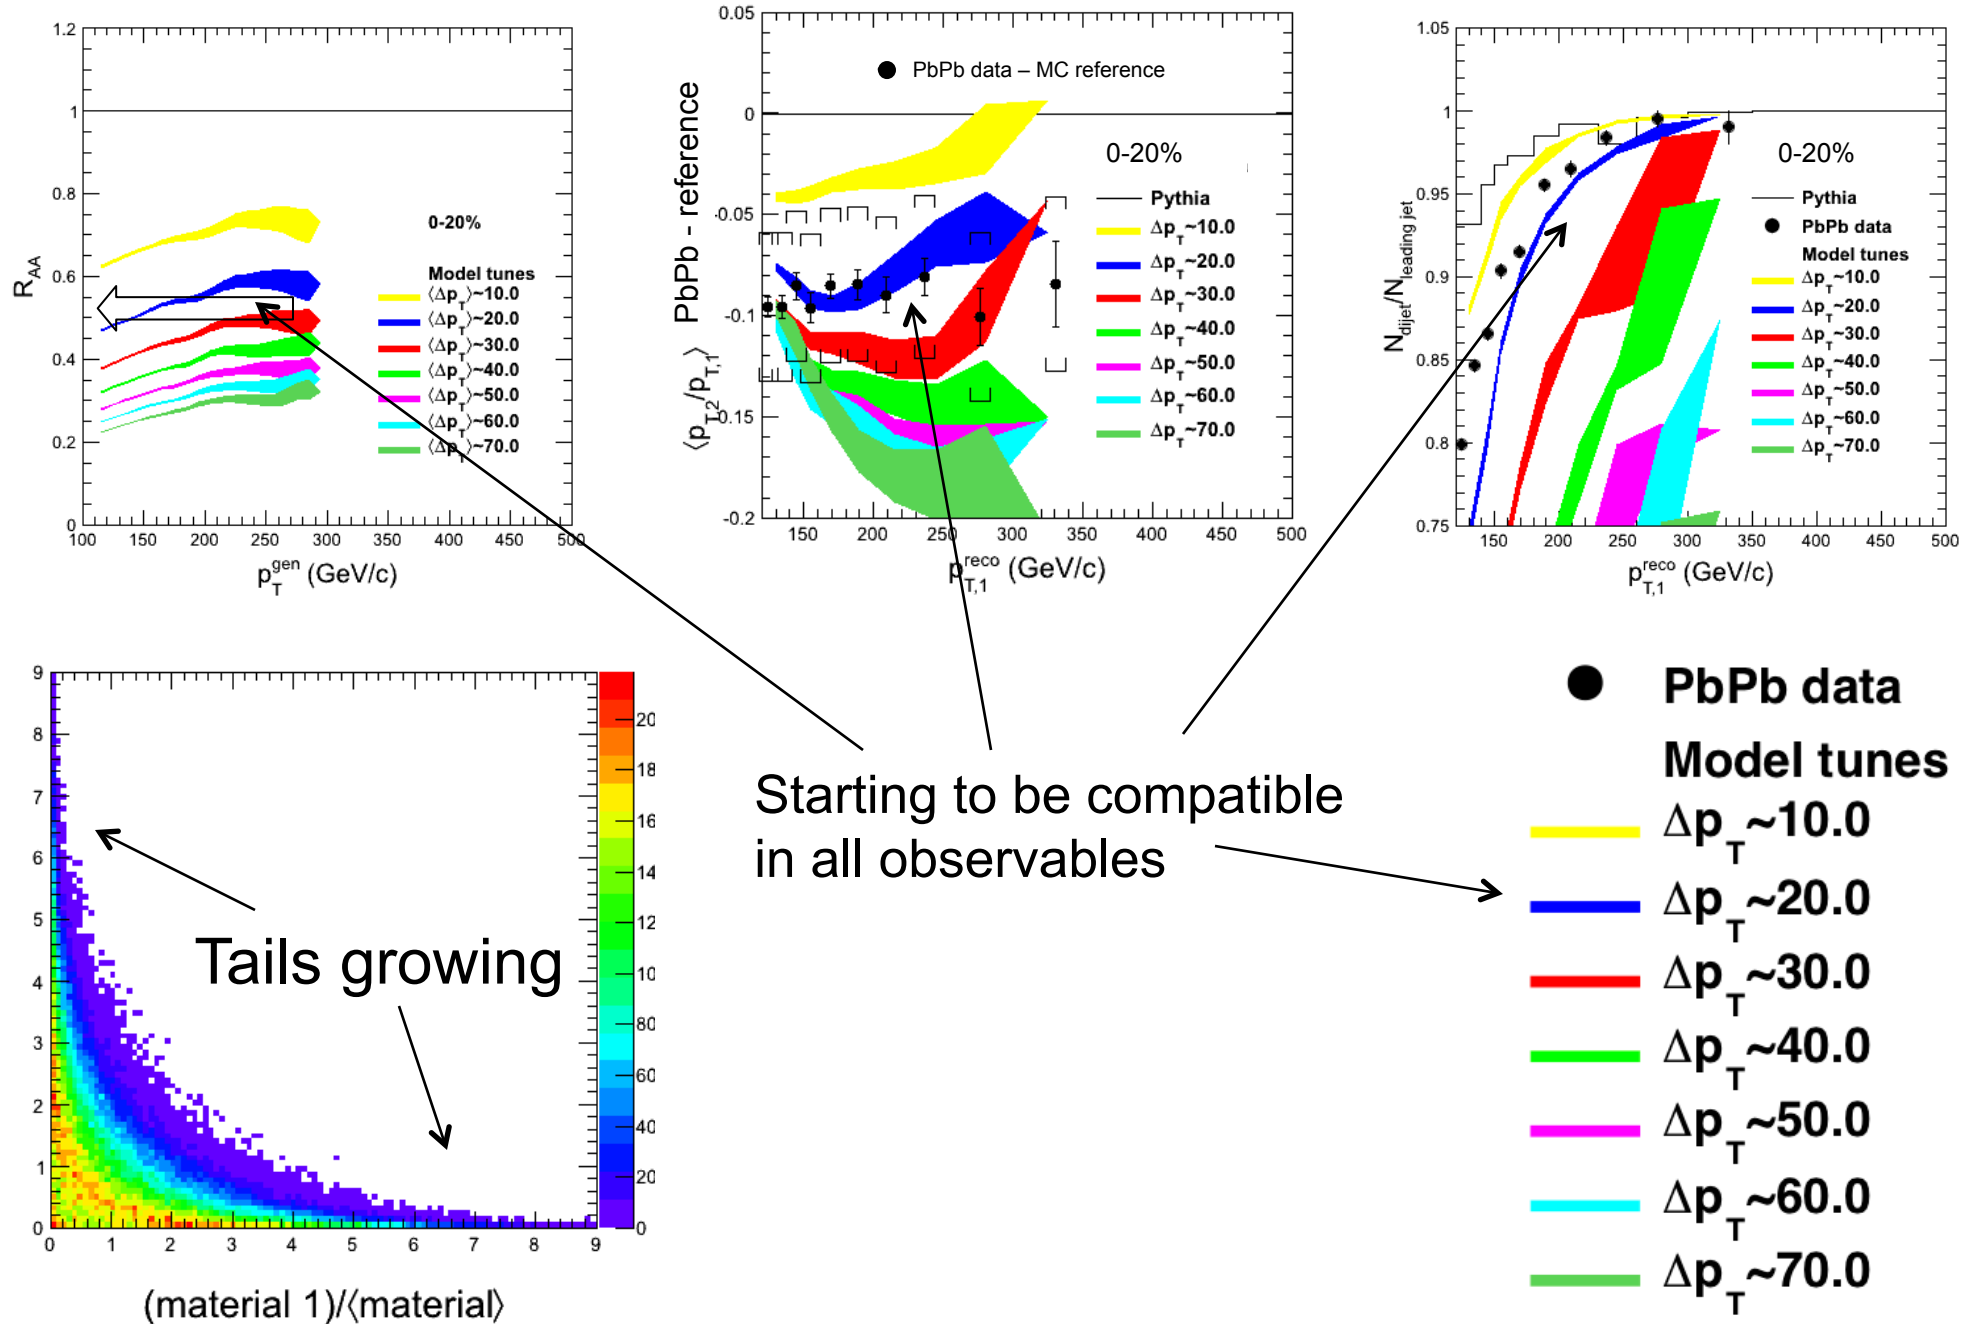 1.2
1
0.8
0.6
0.4
0.2
0
R_AA
0-20%
Model tunes
⟨Δp_T⟩~10.0
⟨Δp_T⟩~20.0
⟨Δp_T⟩~30.0
⟨Δp_T⟩~40.0
⟨Δp_T⟩~50.0
⟨Δp_T⟩~60.0
⟨Δp_T⟩~70.0
100 150 200 250 300 350 400 450 500
p_T^gen (GeV/c)
0.05
0
-0.05
-0.1
-0.15
-0.2
⟨p_T,2/p_T,1⟩ PbPb - reference
PbPb data – MC reference
0-20%
Pythia
Δp_T~10.0
Δp_T~20.0
Δp_T~30.0
Δp_T~40.0
Δp_T~50.0
Δp_T~60.0
Δp_T~70.0
150 200 250 300 350 400 450 500
p_T,1^reco (GeV/c)
1.05
1
0.95
0.9
0.85
0.8
0.75
N_dijet/N_leading jet
0-20%
Pythia
PbPb data
Model tunes
Δp_T~10.0
Δp_T~20.0
Δp_T~30.0
Δp_T~40.0
Δp_T~50.0
Δp_T~60.0
Δp_T~70.0
150 200 250 300 350 400 450 500
p_T,1^reco (GeV/c)
9
8
7
6
5
4
3
2
1
0
Tails growing
0 1 2 3 4 5 6 7 8 9
(material 1)/⟨material⟩
20
18
16
14
12
10
80
60
40
20
0
Starting to be compatible
in all observables
PbPb data
Model tunes
Δp_T~10.0
Δp_T~20.0
Δp_T~30.0
Δp_T~40.0
Δp_T~50.0
Δp_T~60.0
Δp_T~70.0